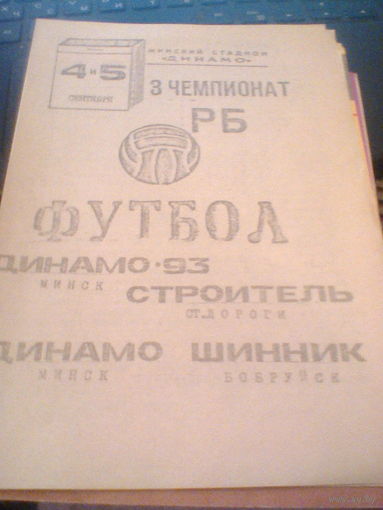 МИНСКИЙ СТАДИОН
«ДИНАМО»
4 и 5
СЕНТЯБРЯ
3 ЧЕМПИОНАТ
РБ
ФУТБОЛ
ДИНАМО·93
МИНСК
СТРОИТЕЛЬ
СТ.ДОРОГИ
ДИНАМО ШИННИК
МИНСК БОБРУЙСК